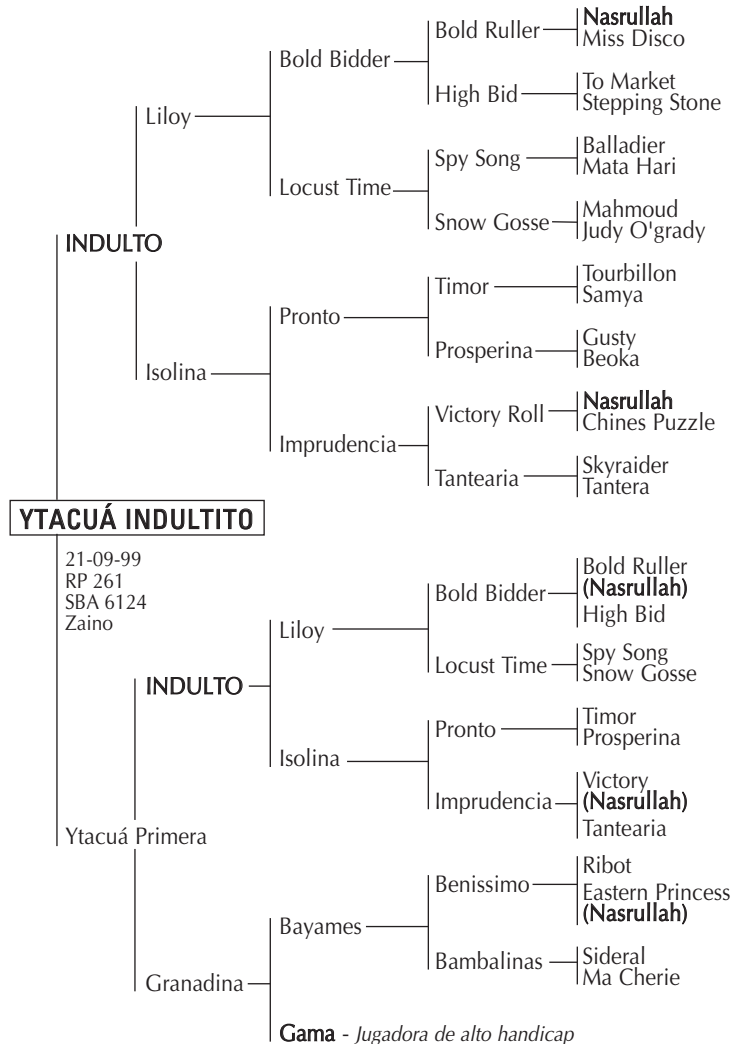 Nasrullah
Bold Ruller
Miss Disco
Bold Bidder
To Market
High Bid
Stepping Stone
Liloy
Balladier
Spy Song
Mata Hari
Locust Time
Mahmoud
Snow Gosse
Judy O'grady
INDULTO
Tourbillon
Timor
Samya
Pronto
Gusty
Prosperina
Beoka
Isolina
Nasrullah
Victory Roll
Chines Puzzle
Imprudencia
Skyraider
Tantearia
Tantera
YTACUÁ INDULTITO
21-09-99
RP 261
SBA 6124
Zaino
Bold Ruller
Bold Bidder
(Nasrullah)
High Bid
Liloy
Spy Song
Locust Time
Snow Gosse
INDULTO
Timor
Pronto
Prosperina
Isolina
Victory
Imprudencia
(Nasrullah)
Tantearia
Ytacuá Primera
Ribot
Benissimo
Eastern Princess
(Nasrullah)
Bayames
Sideral
Bambalinas
Ma Cherie
Granadina
Gama - Jugadora de alto handicap